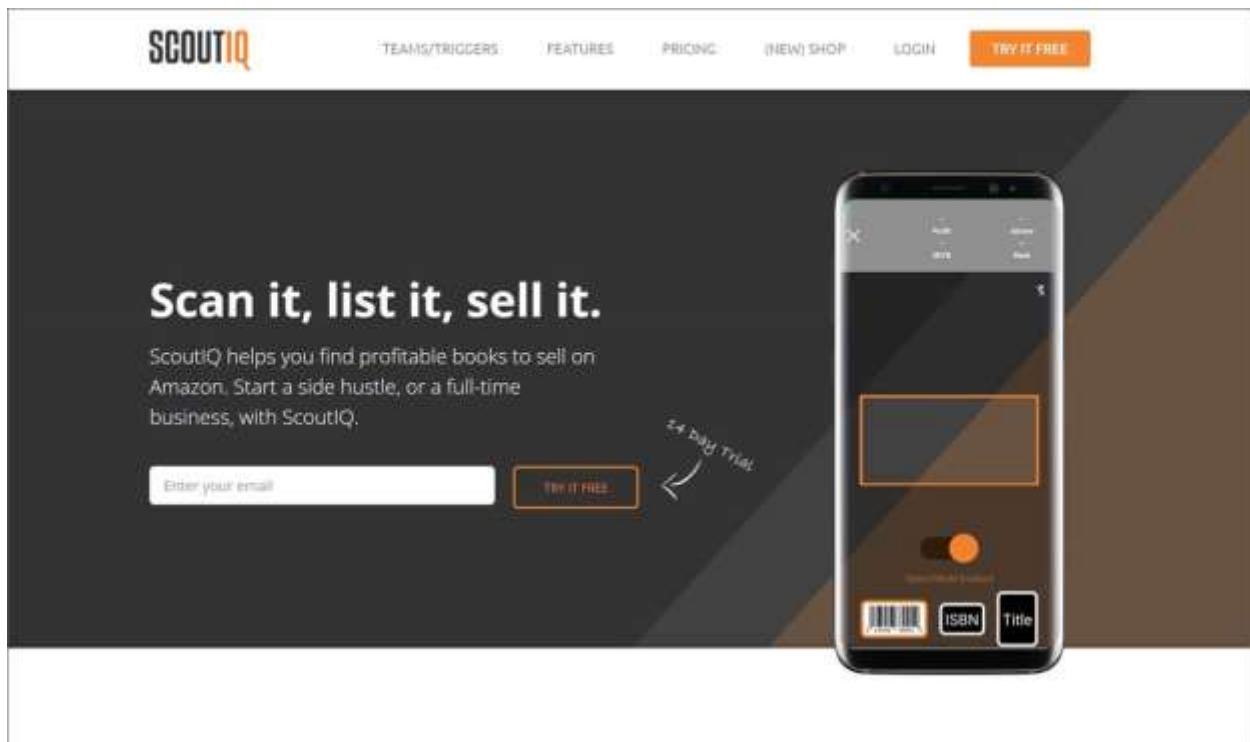 SCOUTIQ
TEAMS/TRIGGERS FEATURES PRICING (NEW) SHOP LOGIN TRY IT FREE
Scan it, list it, sell it.
ScoutIQ helps you find profitable books to sell on
Amazon. Start a side hustle, or a full-time
business, with ScoutIQ.
Enter your email
TRY IT FREE
14 Day Trial
Profit
Rank
ISBN
Title